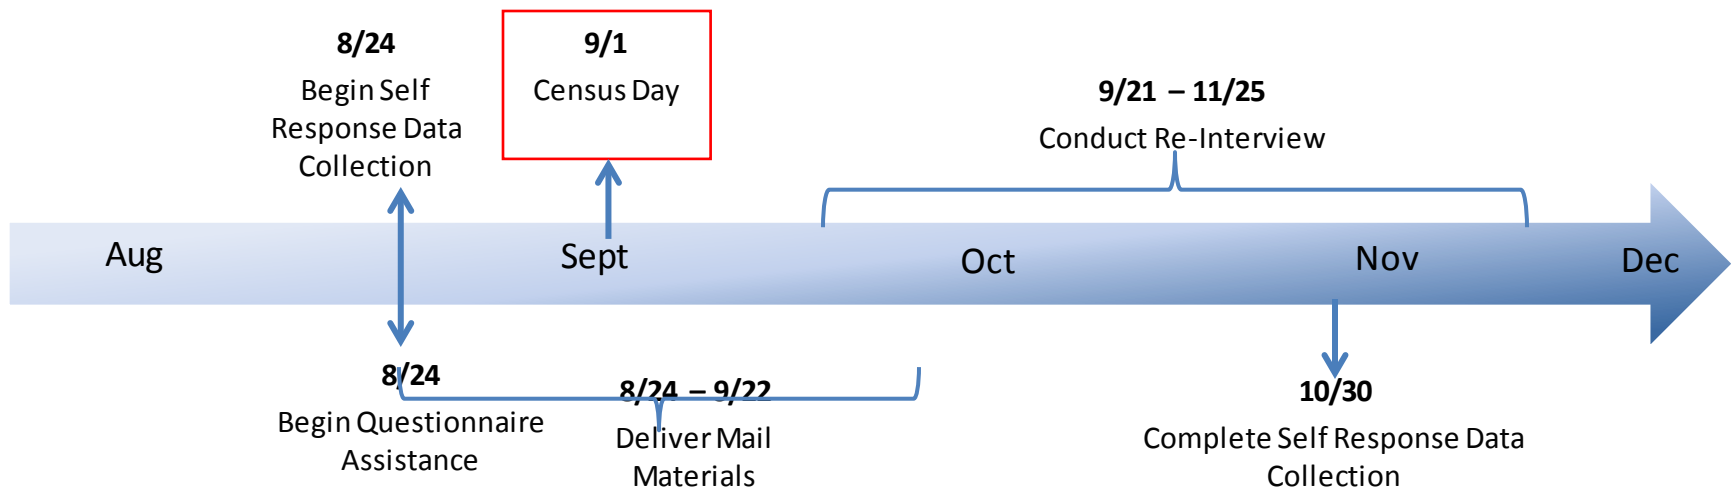 8/24
Begin Self
Response Data
Collection
9/1
Census Day
9/21 – 11/25
Conduct Re-Interview
Aug
Sept
Oct
Nov
Dec
8/24
Begin Questionnaire
Assistance
8/24 – 9/22
Deliver Mail
Materials
10/30
Complete Self Response Data
Collection